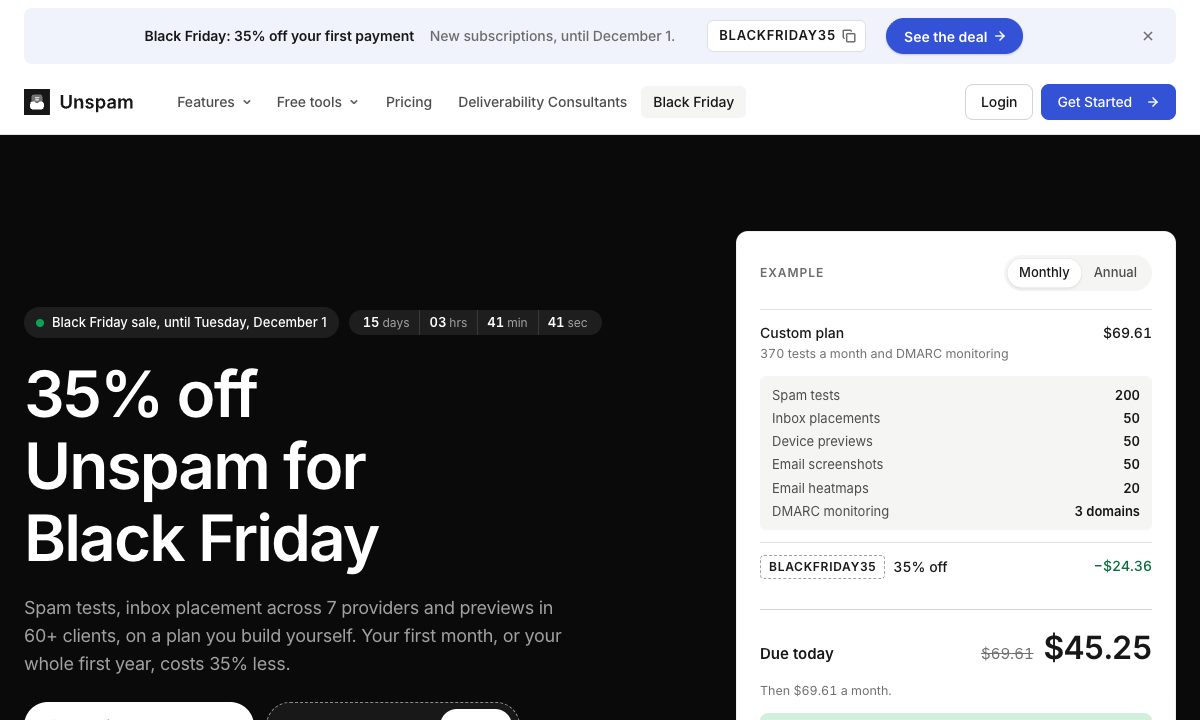 Black Friday: 35% off your first payment New subscriptions, until December 1. BLACKFRIDAY35 See the deal →
Unspam Features Free tools Pricing Deliverability Consultants Black Friday Login Get Started →
Black Friday sale, until Tuesday, December 1 15 days 03 hrs 41 min 41 sec
35% off
Unspam for
Black Friday
Spam tests, inbox placement across 7 providers and previews in
60+ clients, on a plan you build yourself. Your first month, or your
whole first year, costs 35% less.
EXAMPLE Monthly Annual
Custom plan $69.61
370 tests a month and DMARC monitoring
Spam tests 200
Inbox placements 50
Device previews 50
Email screenshots 50
Email heatmaps 20
DMARC monitoring 3 domains
BLACKFRIDAY35 35% off −$24.36
Due today $69.61 $45.25
Then $69.61 a month.